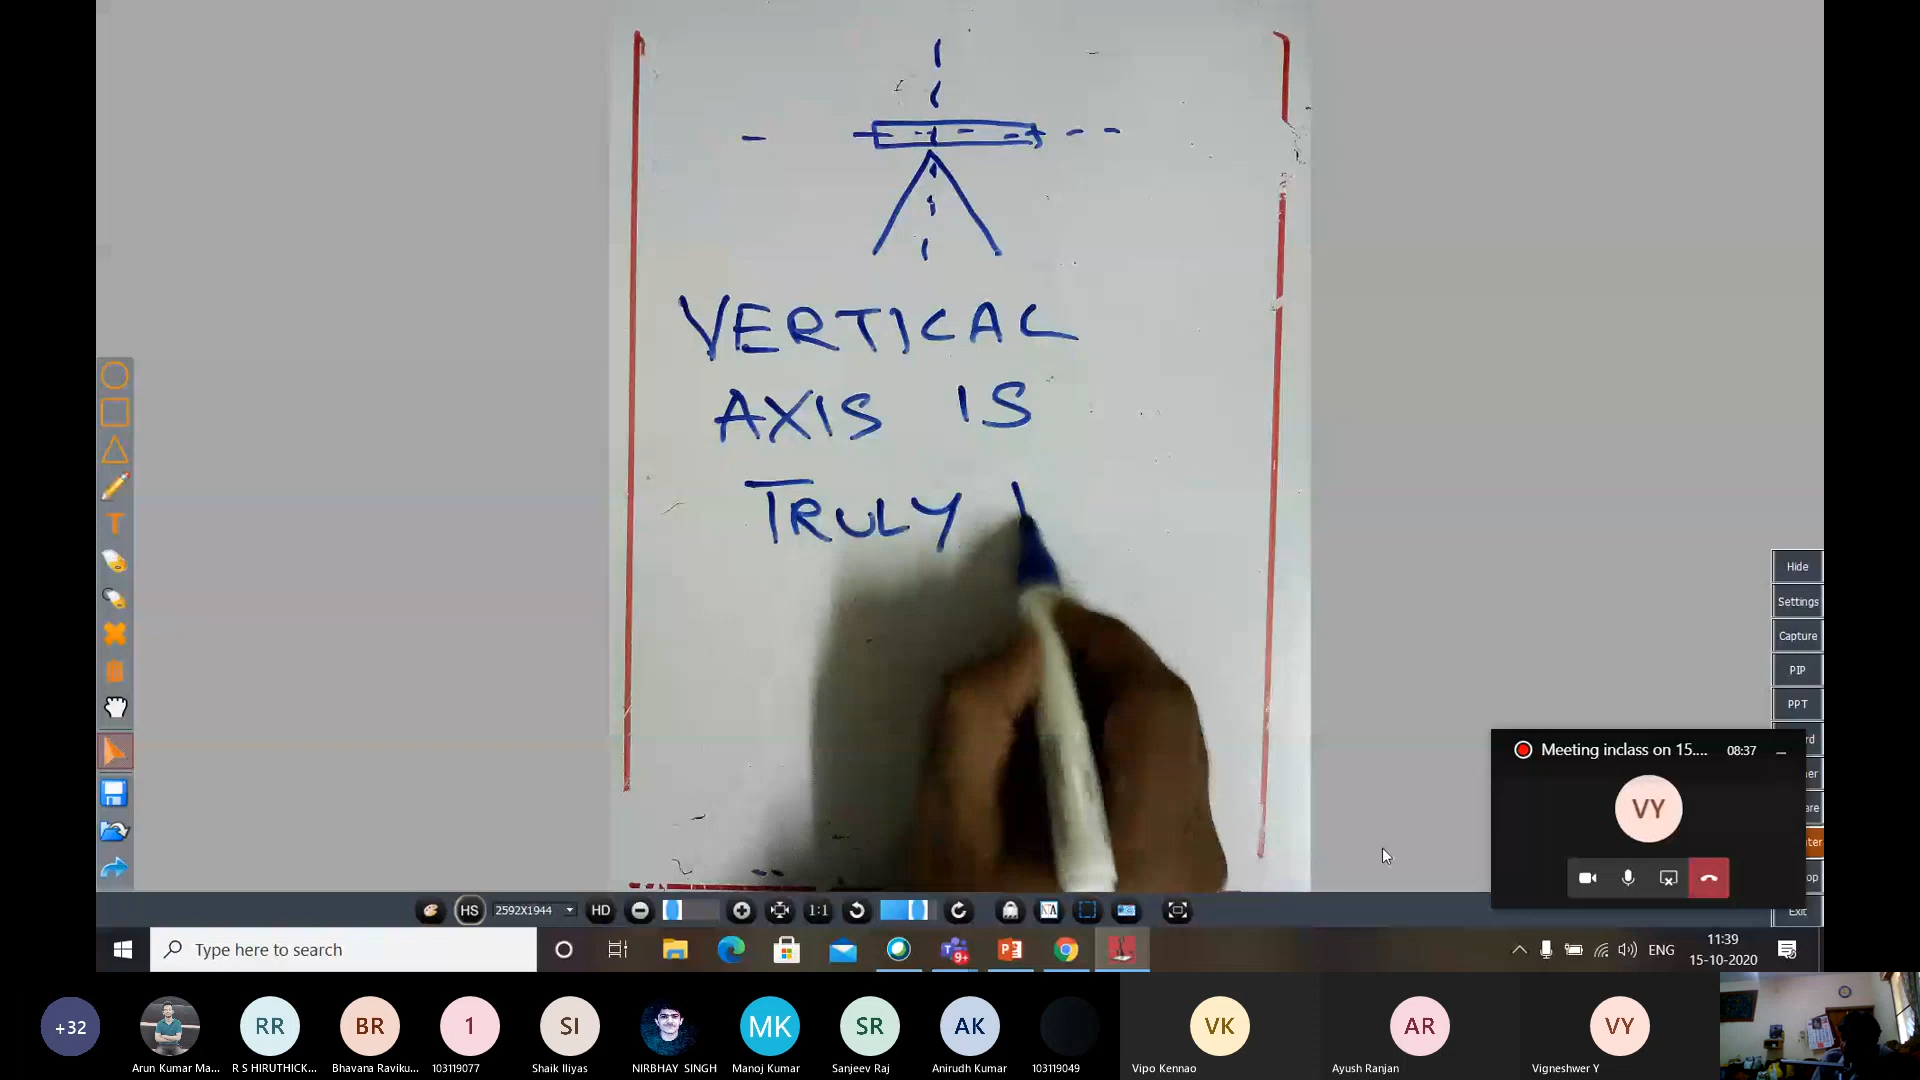 VERTICAL
AXIS IS
TRULY
Hide
Settings
Capture
PIP
PPT
Meeting inclass on 15.... 08:37
VY
HS 2592X1944 HD 1:1
Exit
Type here to search
9+
ENG
11:39
15-10-2020
+32 RR BR 1 SI MK SR AK VK AR VY
Arun Kumar Ma... R S HIRUTHICK... Bhavana Raviku... 103119077 Shaik Iliyas NIRBHAY SINGH Manoj Kumar Sanjeev Raj Anirudh Kumar 103119049 Vipo Kennao Ayush Ranjan Vigneshwer Y